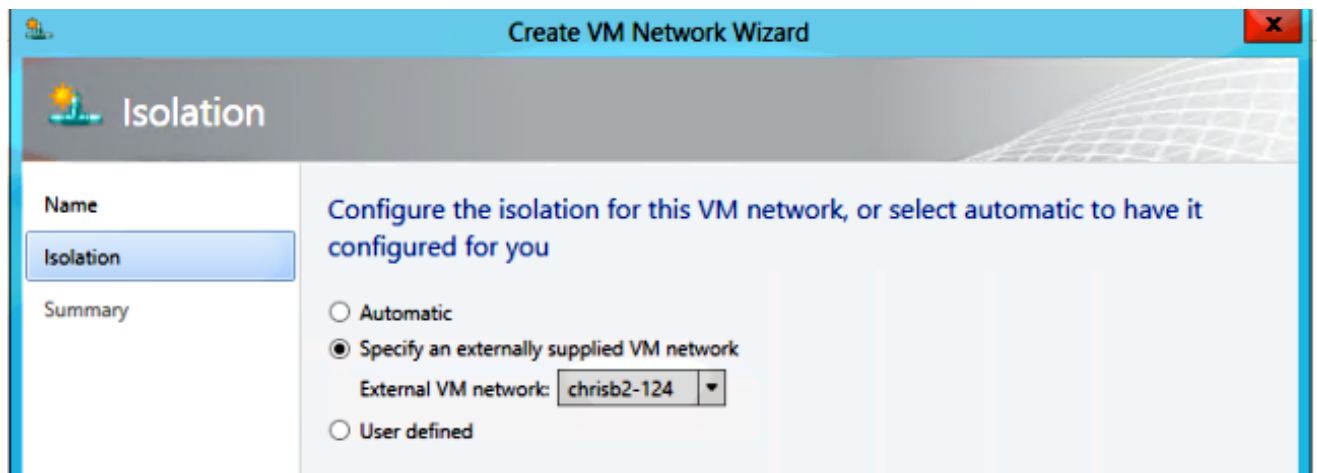 Create VM Network Wizard
x
Isolation
Name
Isolation
Summary
Configure the isolation for this VM network, or select automatic to have it
configured for you
Automatic
Specify an externally supplied VM network
External VM network: chrisb2-124
User defined